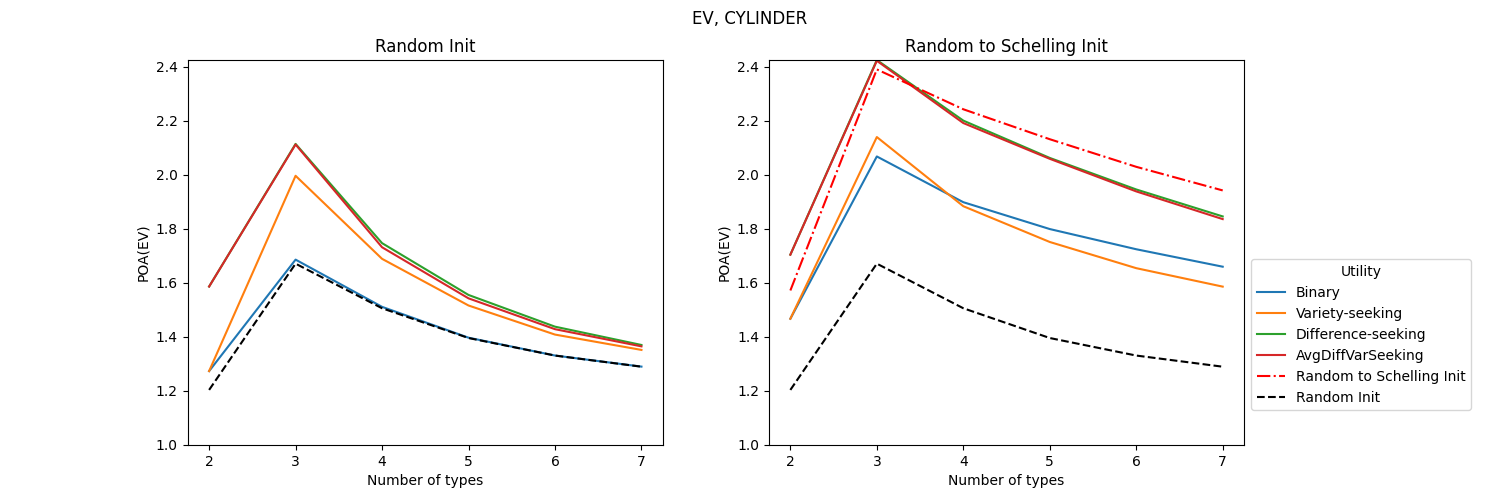 EV, CYLINDER
Random Init
POA(EV)
2.4
2.2
2.0
1.8
1.6
1.4
1.2
1.0
2 3 4 5 6 7
Number of types
Random to Schelling Init
POA(EV)
2.4
2.2
2.0
1.8
1.6
1.4
1.2
1.0
2 3 4 5 6 7
Number of types
Utility
Binary
Variety-seeking
Difference-seeking
AvgDiffVarSeeking
Random to Schelling Init
Random Init